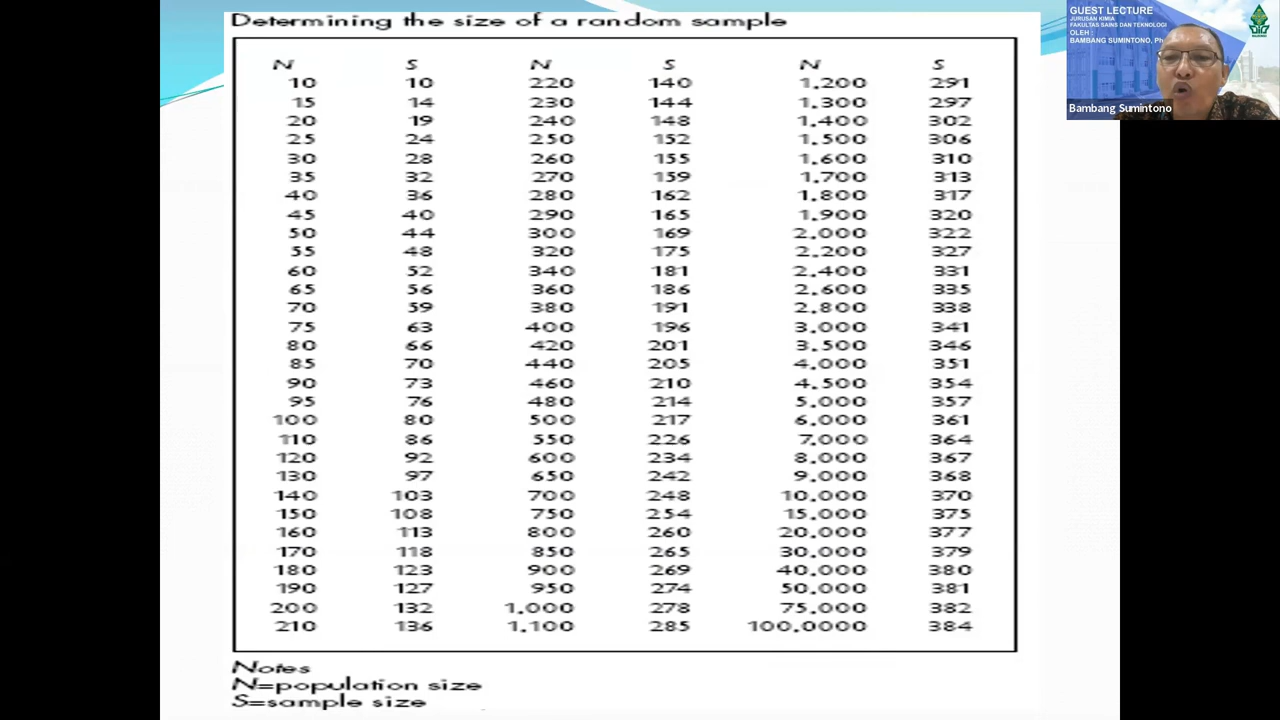 Determining the size of a random sample
N S N S N S
10 10 220 140 1,200 291
15 14 230 144 1,300 297
20 19 240 148 1,400 302
25 24 250 152 1,500 306
30 28 260 155 1,600 310
35 32 270 159 1,700 313
40 36 280 162 1,800 317
45 40 290 165 1,900 320
50 44 300 169 2,000 322
55 48 320 175 2,200 327
60 52 340 181 2,400 331
65 56 360 186 2,600 335
70 59 380 191 2,800 338
75 63 400 196 3,000 341
80 66 420 201 3,500 346
85 70 440 205 4,000 351
90 73 460 210 4,500 354
95 76 480 214 5,000 357
100 80 500 217 6,000 361
110 86 550 226 7,000 364
120 92 600 234 8,000 367
130 97 650 242 9,000 368
140 103 700 248 10,000 370
150 108 750 254 15,000 375
160 113 800 260 20,000 377
170 118 850 265 30,000 379
180 123 900 269 40,000 380
190 127 950 274 50,000 381
200 132 1,000 278 75,000 382
210 136 1,100 285 100,0000 384
Notes
N=population size
S=sample size
GUEST LECTURE
JURUSAN KIMIA
FAKULTAS SAINS DAN TEKNOLOGI
OLEH :
BAMBANG SUMINTONO, Ph
Bambang Sumintono